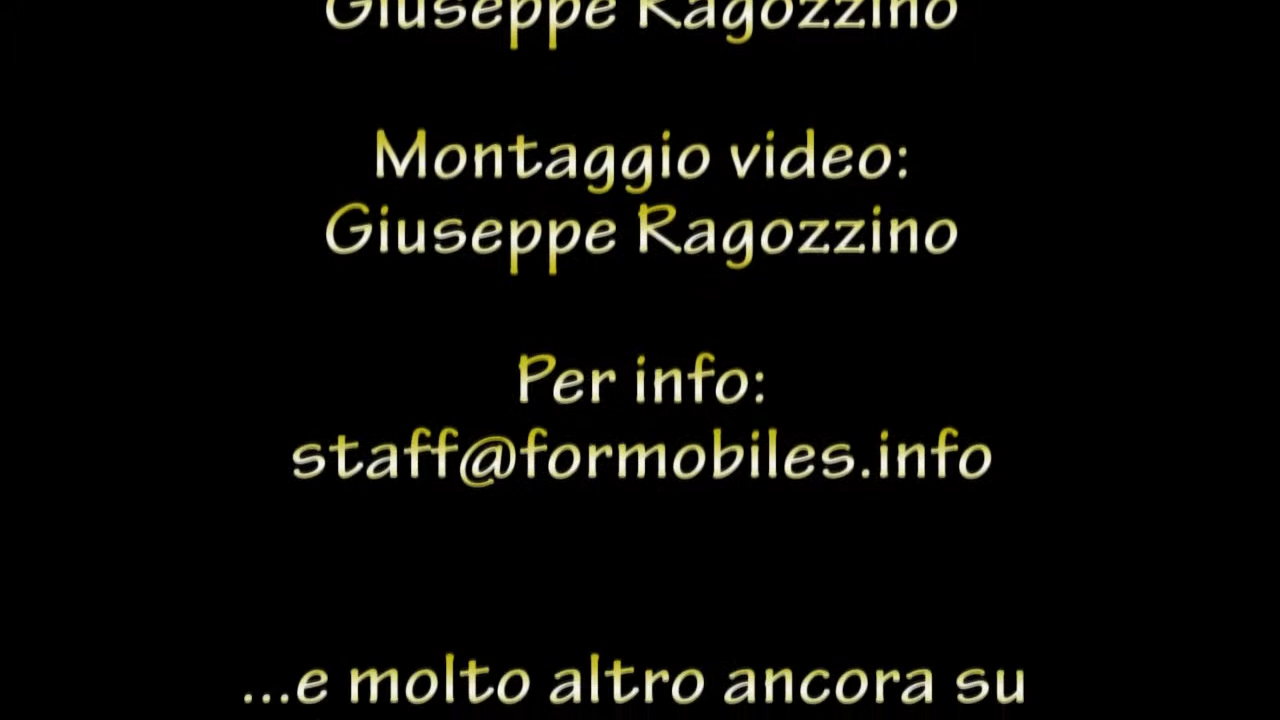 Giuseppe Ragozzino
Montaggio video:
Giuseppe Ragozzino
Per info:
staff@formobiles.info
...e molto altro ancora su